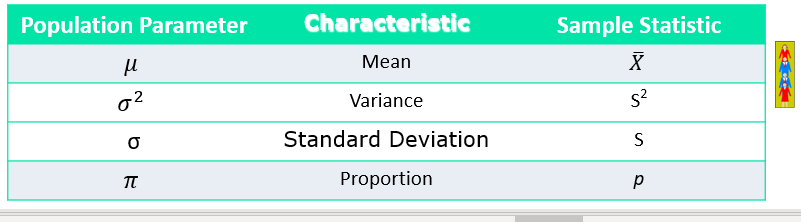 Population Parameter Characteristic Sample Statistic
μ Mean X̄
σ² Variance S²
σ Standard Deviation S
π Proportion p